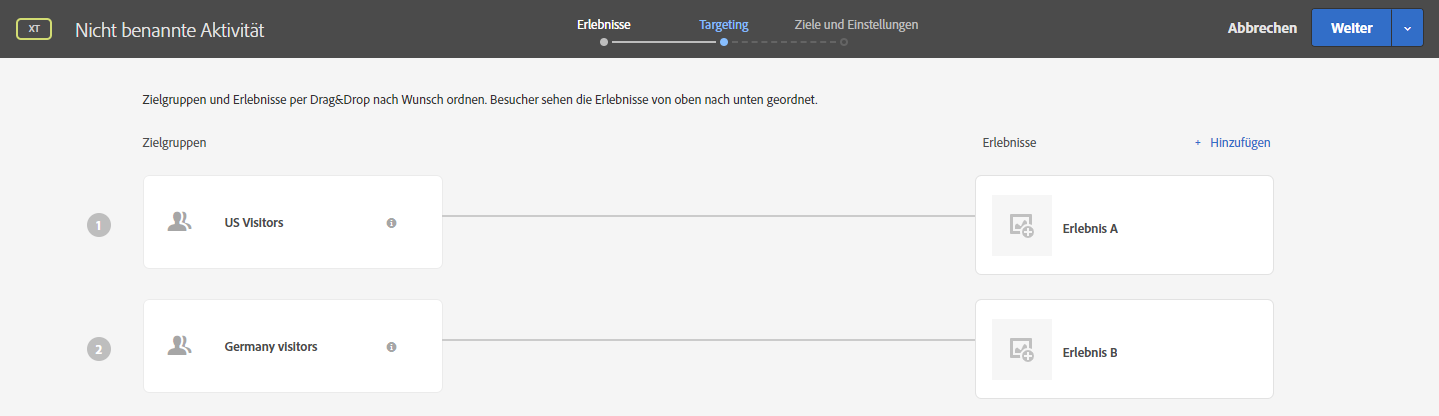 XT Nicht benannte Aktivität Erlebnisse Targeting Ziele und Einstellungen Abbrechen Weiter
Zielgruppen und Erlebnisse per Drag&Drop nach Wunsch ordnen. Besucher sehen die Erlebnisse von oben nach unten geordnet.
Zielgruppen Erlebnisse + Hinzufügen
1 US Visitors Erlebnis A
2 Germany visitors Erlebnis B